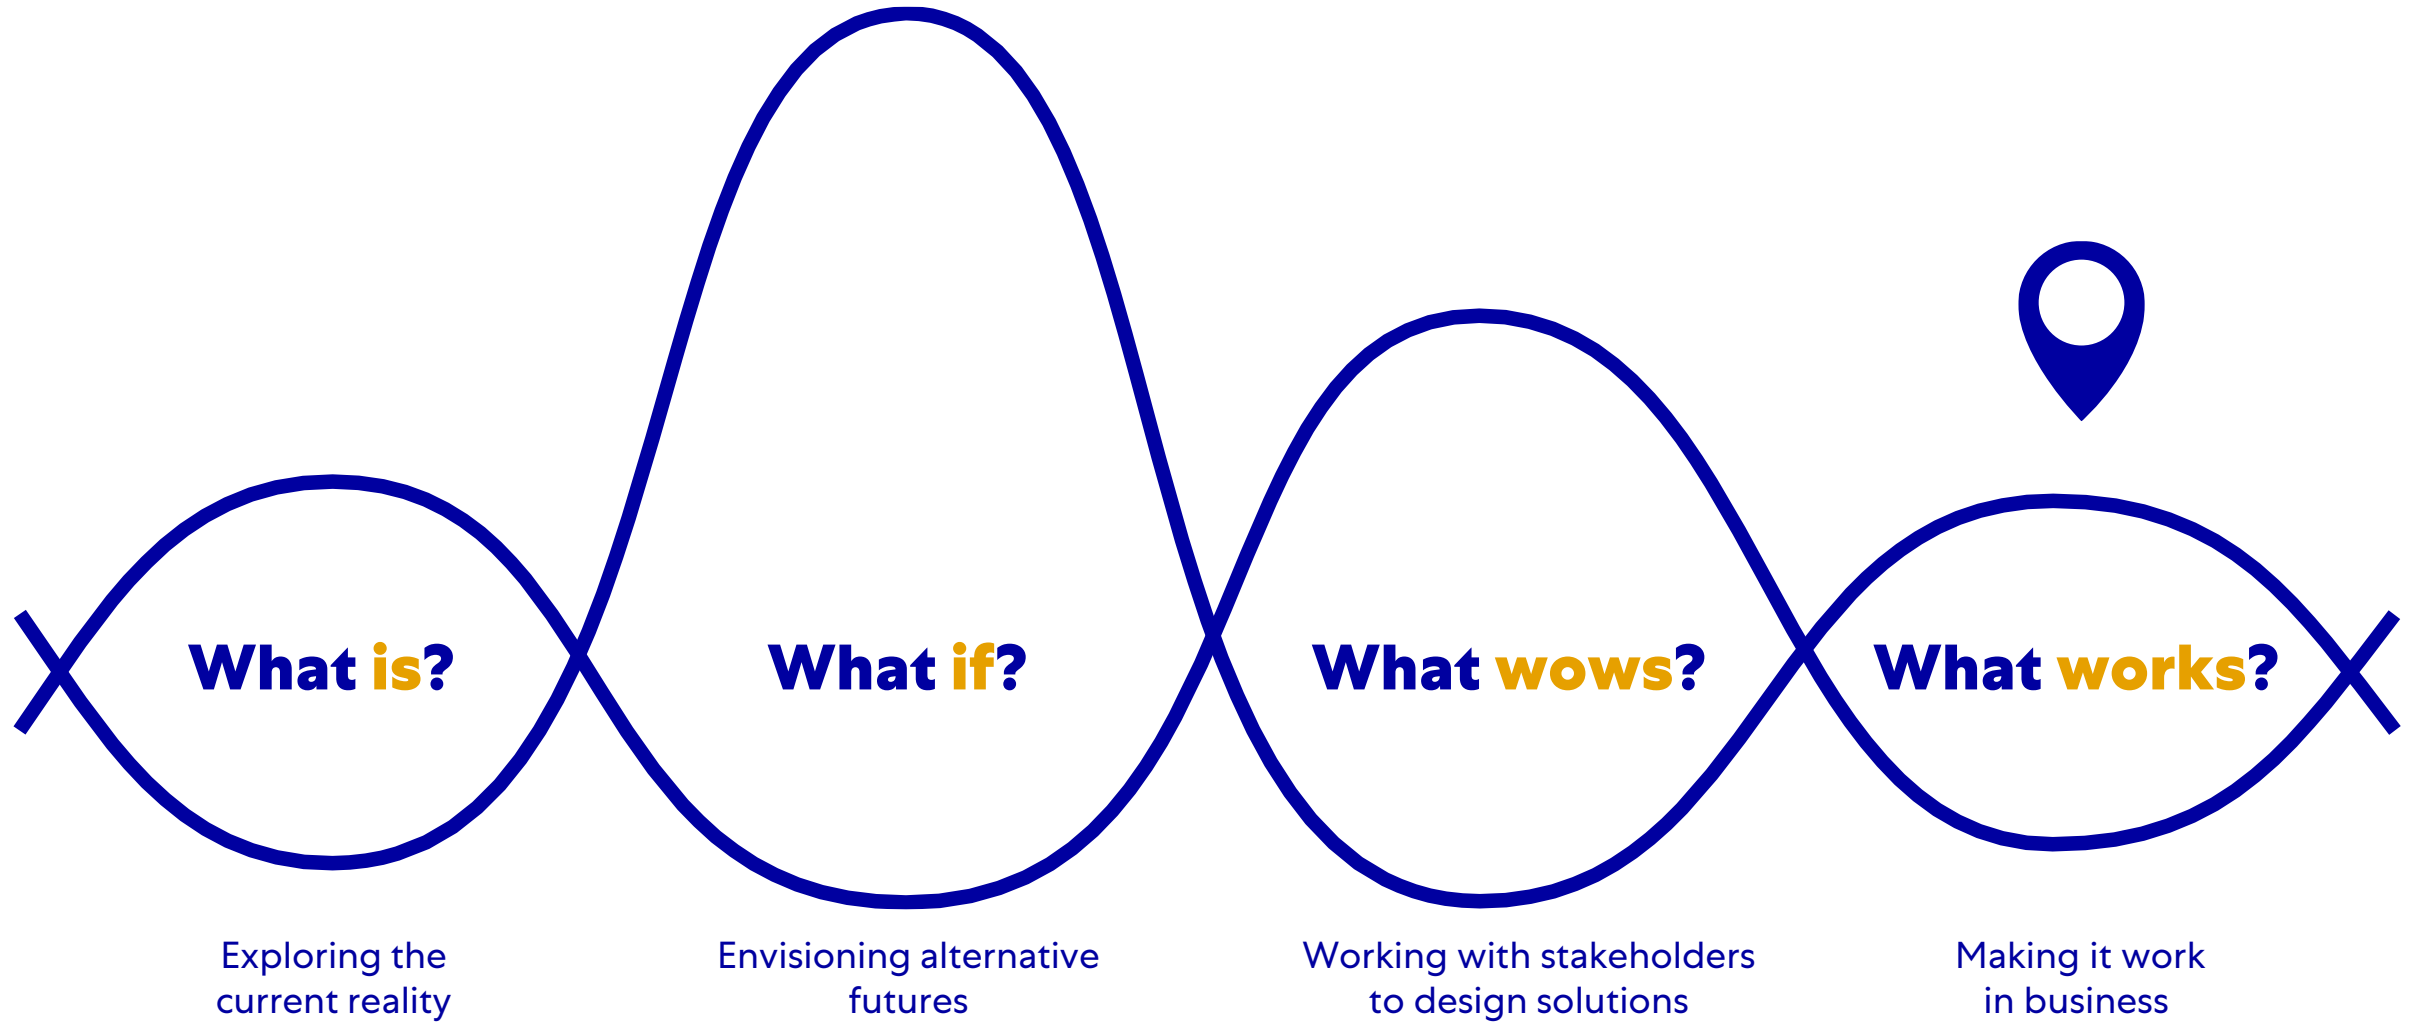 What is?
What if?
What wows?
What works?
Exploring the
current reality
Envisioning alternative
futures
Working with stakeholders
to design solutions
Making it work
in business